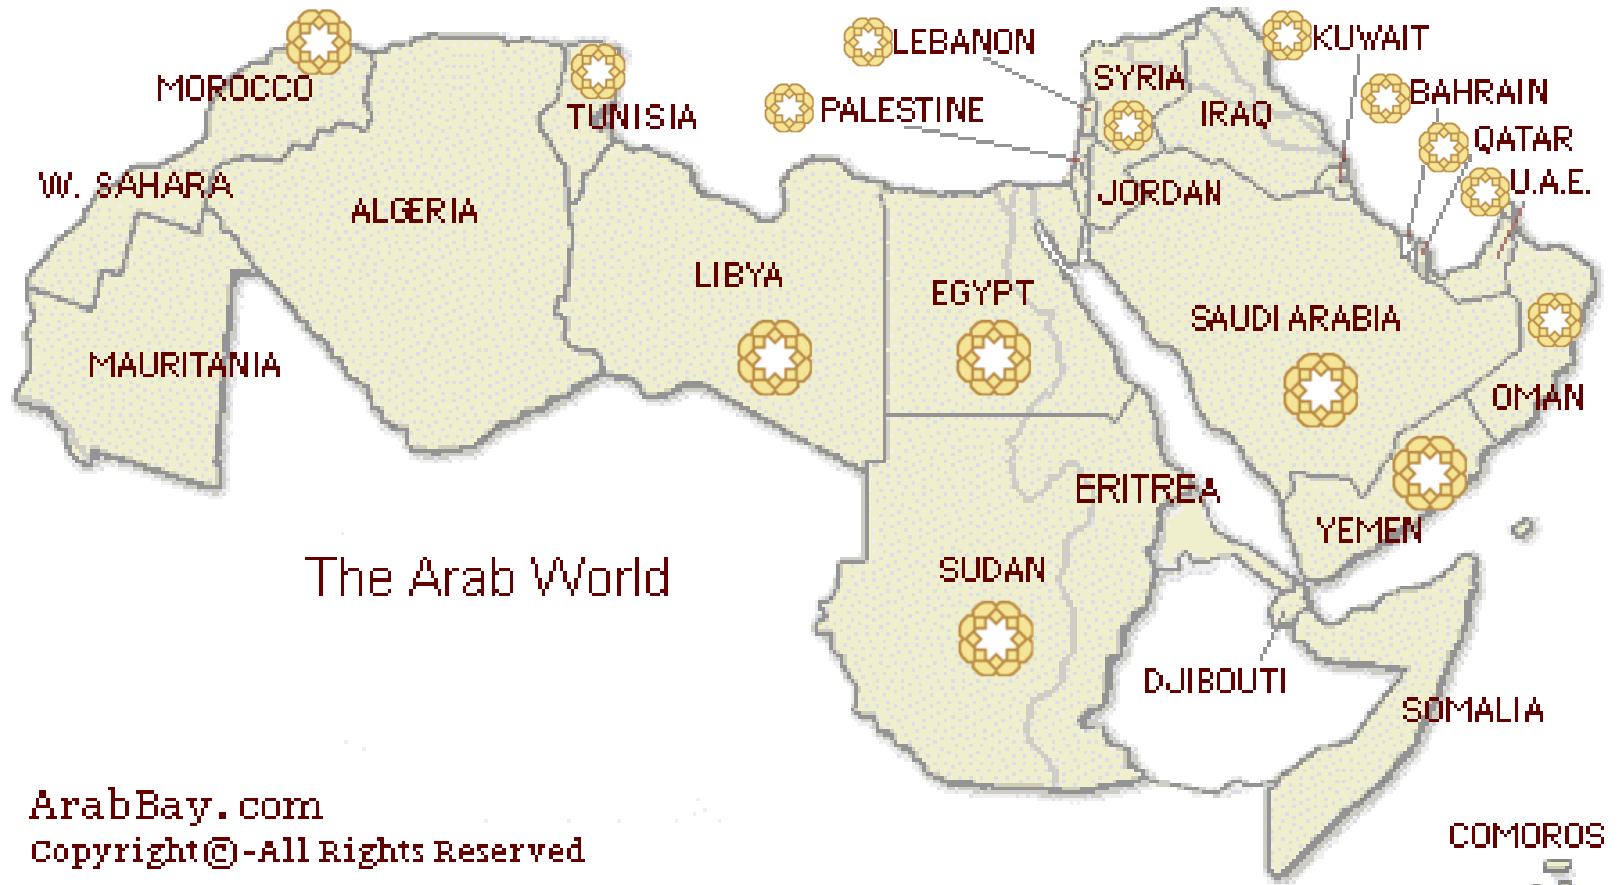 LEBANON
KUWAIT
SYRIA
MOROCCO
BAHRAIN
PALESTINE
TUNISIA
IRAQ
QATAR
W. SAHARA
U.A.E.
JORDAN
ALGERIA
LIBYA
EGYPT
SAUDI ARABIA
MAURITANIA
OMAN
ERITREA
YEMEN
The Arab World
SUDAN
DJIBOUTI
SOMALIA
ArabBay.com
COMOROS
Copyright©-All Rights Reserved